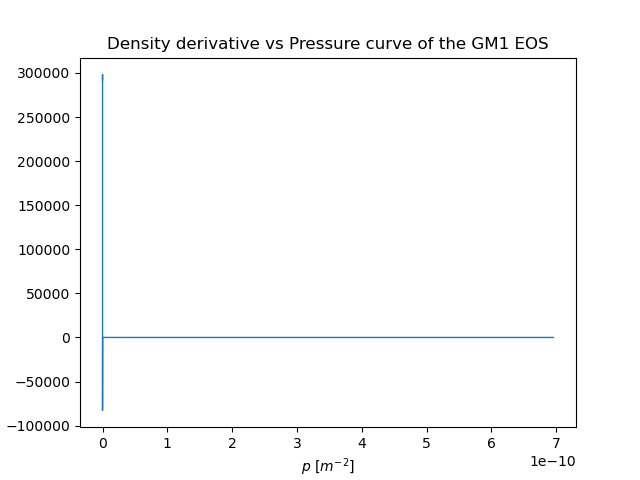 Density derivative vs Pressure curve of the GM1 EOS
300000
250000
200000
150000
100000
50000
0
−50000
−100000
0 1 2 3 4 5 6 7
1e−10
p [m⁻²]